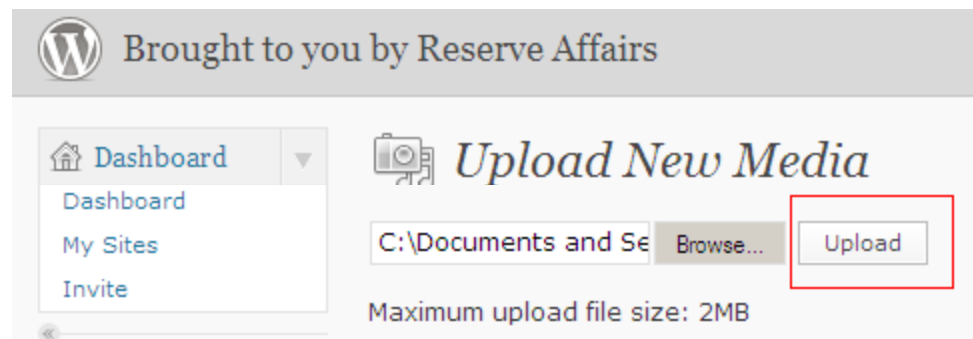 Brought to you by Reserve Affairs
Dashboard
Dashboard
My Sites
Invite
Upload New Media
C:\Documents and Se Browse... Upload
Maximum upload file size: 2MB